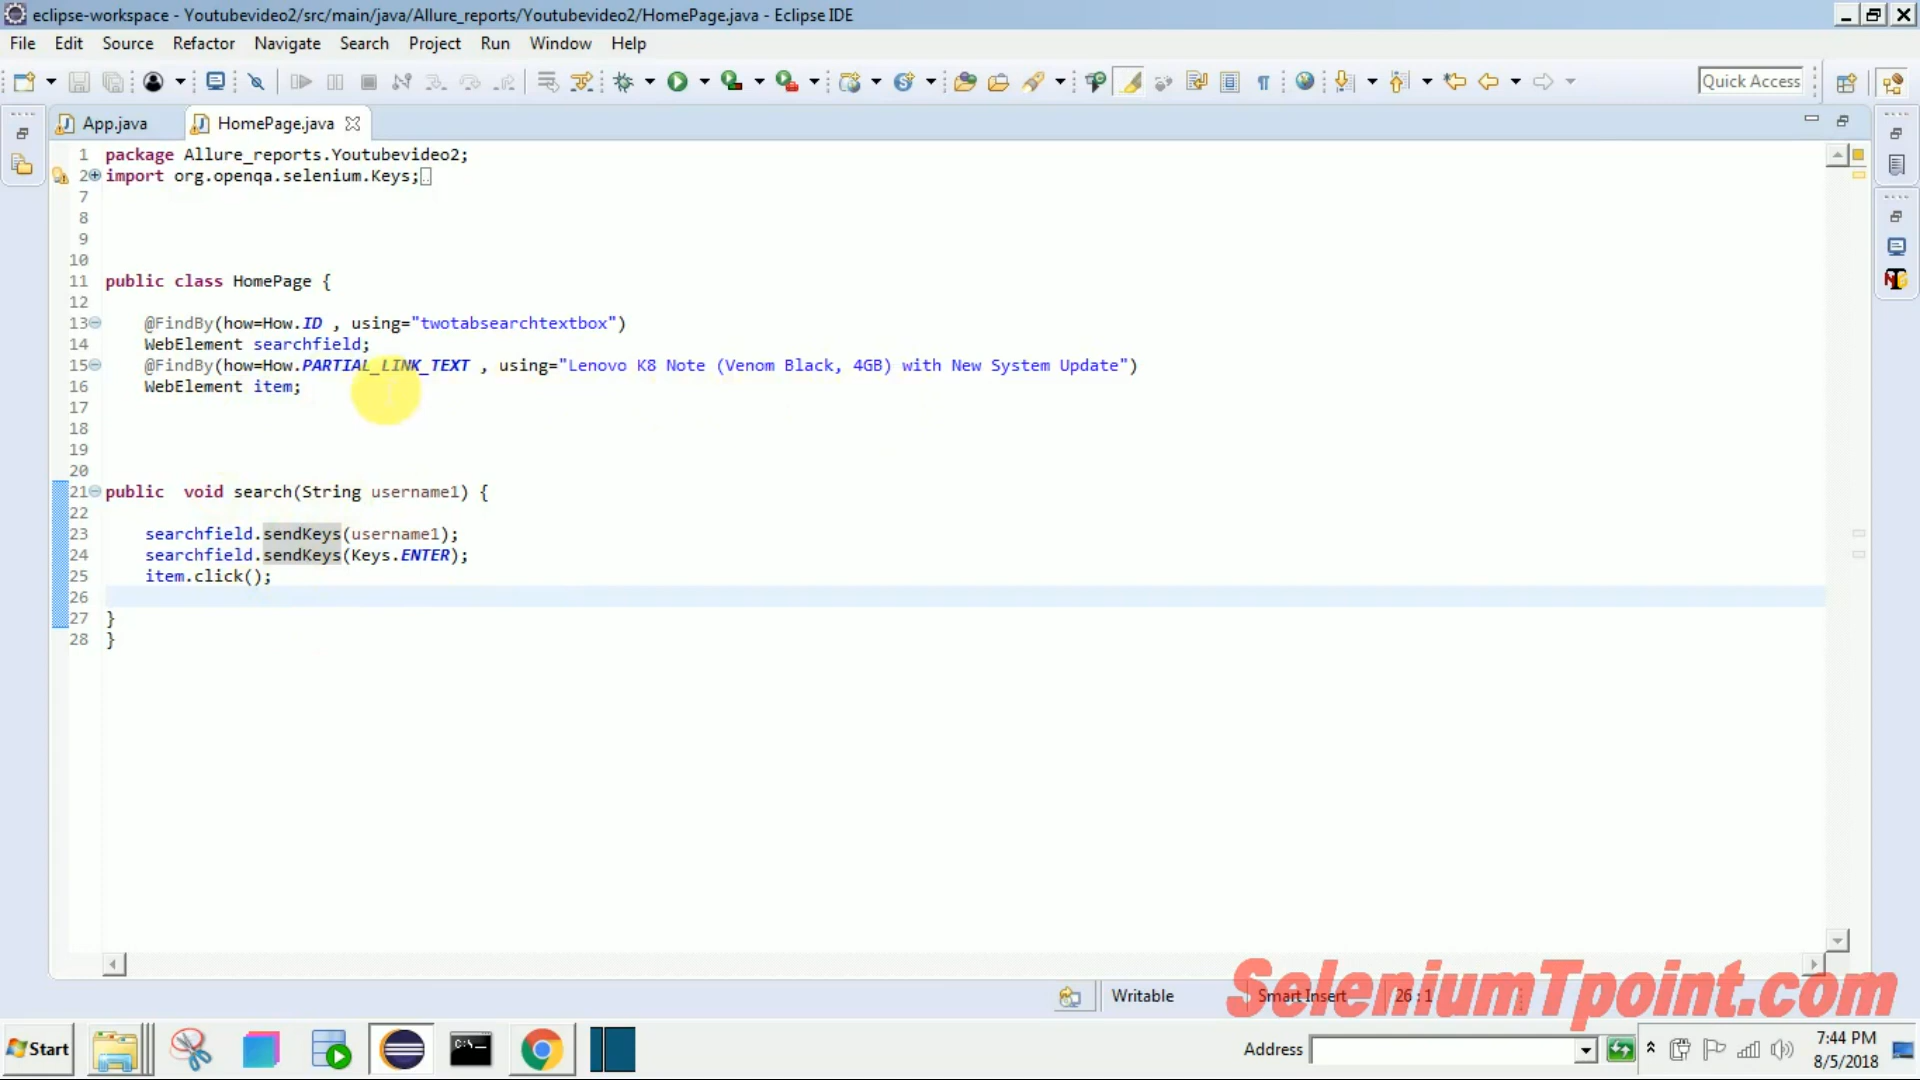 eclipse-workspace - Youtubevideo2/src/main/java/Allure_reports/Youtubevideo2/HomePage.java - Eclipse IDE
File Edit Source Refactor Navigate Search Project Run Window Help
Quick Access
App.java HomePage.java
1 package Allure_reports.Youtubevideo2;
2 import org.openqa.selenium.Keys;
7
8
9
10
11 public class HomePage {
12
13 @FindBy(how=How.ID , using="twotabsearchtextbox")
14 WebElement searchfield;
15 @FindBy(how=How.PARTIAL_LINK_TEXT , using="Lenovo K8 Note (Venom Black, 4GB) with New System Update")
16 WebElement item;
17
18
19
20
21 public  void search(String username1) {
22
23 searchfield.sendKeys(username1);
24 searchfield.sendKeys(Keys.ENTER);
25 item.click();
26
27 }
28 }
Writable Smart Insert 26 : 1
SeleniumTpoint.com
Start C:\ Address 7:44 PM
8/5/2018